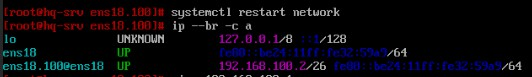 [root@hq-srv ens18.100]# systemctl restart network
[root@hq-srv ens18.100]# ip --br -c a
lo UNKNOWN 127.0.0.1/8 ::1/128
ens18 UP fe80::be24:11ff:fe32:59a9/64
ens18.100@ens18 UP 192.168.100.2/26 fe80::be24:11ff:fe32:59a9/64